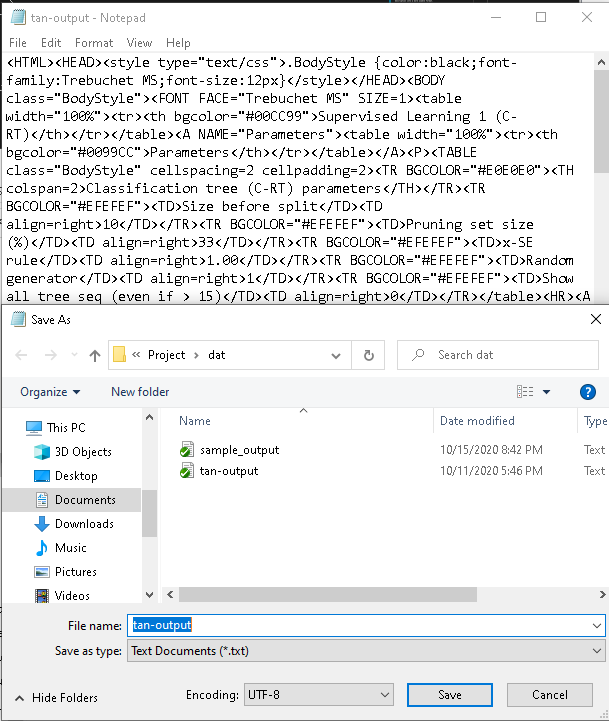 tan-output - Notepad
File Edit Format View Help
<HTML><HEAD><style type="text/css">.BodyStyle {color:black;font-
family:Trebuchet MS;font-size:12px}</style></HEAD><BODY
class="BodyStyle"><FONT FACE="Trebuchet MS" SIZE=1><table
width="100%"><tr><th bgcolor="#00CC99">Supervised Learning 1 (C-
RT)</th></tr></table><A NAME="Parameters"><table width="100%"><tr><th
bgcolor="#0099CC">Parameters</th></tr></table></A><P><TABLE
class="BodyStyle" cellspacing=2 cellpadding=2><TR BGCOLOR="#E0E0E0"><TH
colspan=2>Classification tree (C-RT) parameters</TH></TR><TR
BGCOLOR="#EFEFEF"><TD>Size before split</TD><TD
align=right>10</TD></TR><TR BGCOLOR="#EFEFEF"><TD>Pruning set size
(%)</TD><TD align=right>33</TD></TR><TR BGCOLOR="#EFEFEF"><TD>x-SE
rule</TD><TD align=right>1.00</TD></TR><TR BGCOLOR="#EFEFEF"><TD>Random
generator</TD><TD align=right>1</TD></TR><TR BGCOLOR="#EFEFEF"><TD>Show
all tree seq (even if > 15)</TD><TD align=right>0</TD></TR></table><HR><A
Save As
« Project › dat
Search dat
Organize
New folder
Name Date modified Type
This PC
3D Objects
Desktop
Documents
Downloads
Music
Pictures
Videos
sample_output 10/15/2020 8:42 PM Text
tan-output 10/11/2020 5:46 PM Text
File name: tan-output
Save as type: Text Documents (*.txt)
Hide Folders
Encoding: UTF-8
Save
Cancel